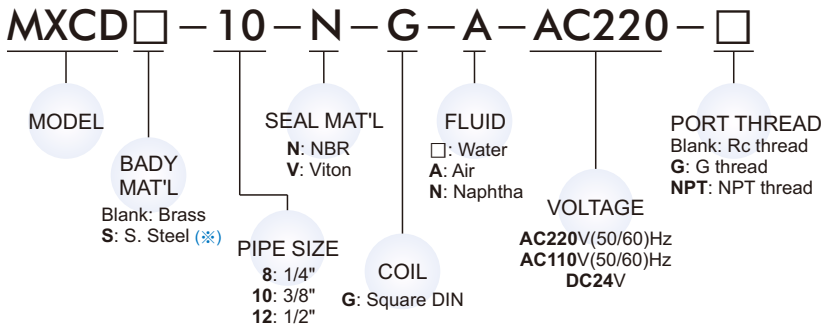 MXCD□－10－N－G－A－AC220－□
MODEL
BADY
MAT'L
Blank: Brass
S: S. Steel (※)
PIPE SIZE
8: 1/4"
10: 3/8"
12: 1/2"
SEAL MAT'L
N: NBR
V: Viton
COIL
G: Square DIN
FLUID
□: Water
A: Air
N: Naphtha
VOLTAGE
AC220V(50/60)Hz
AC110V(50/60)Hz
DC24V
PORT THREAD
Blank: Rc thread
G: G thread
NPT: NPT thread